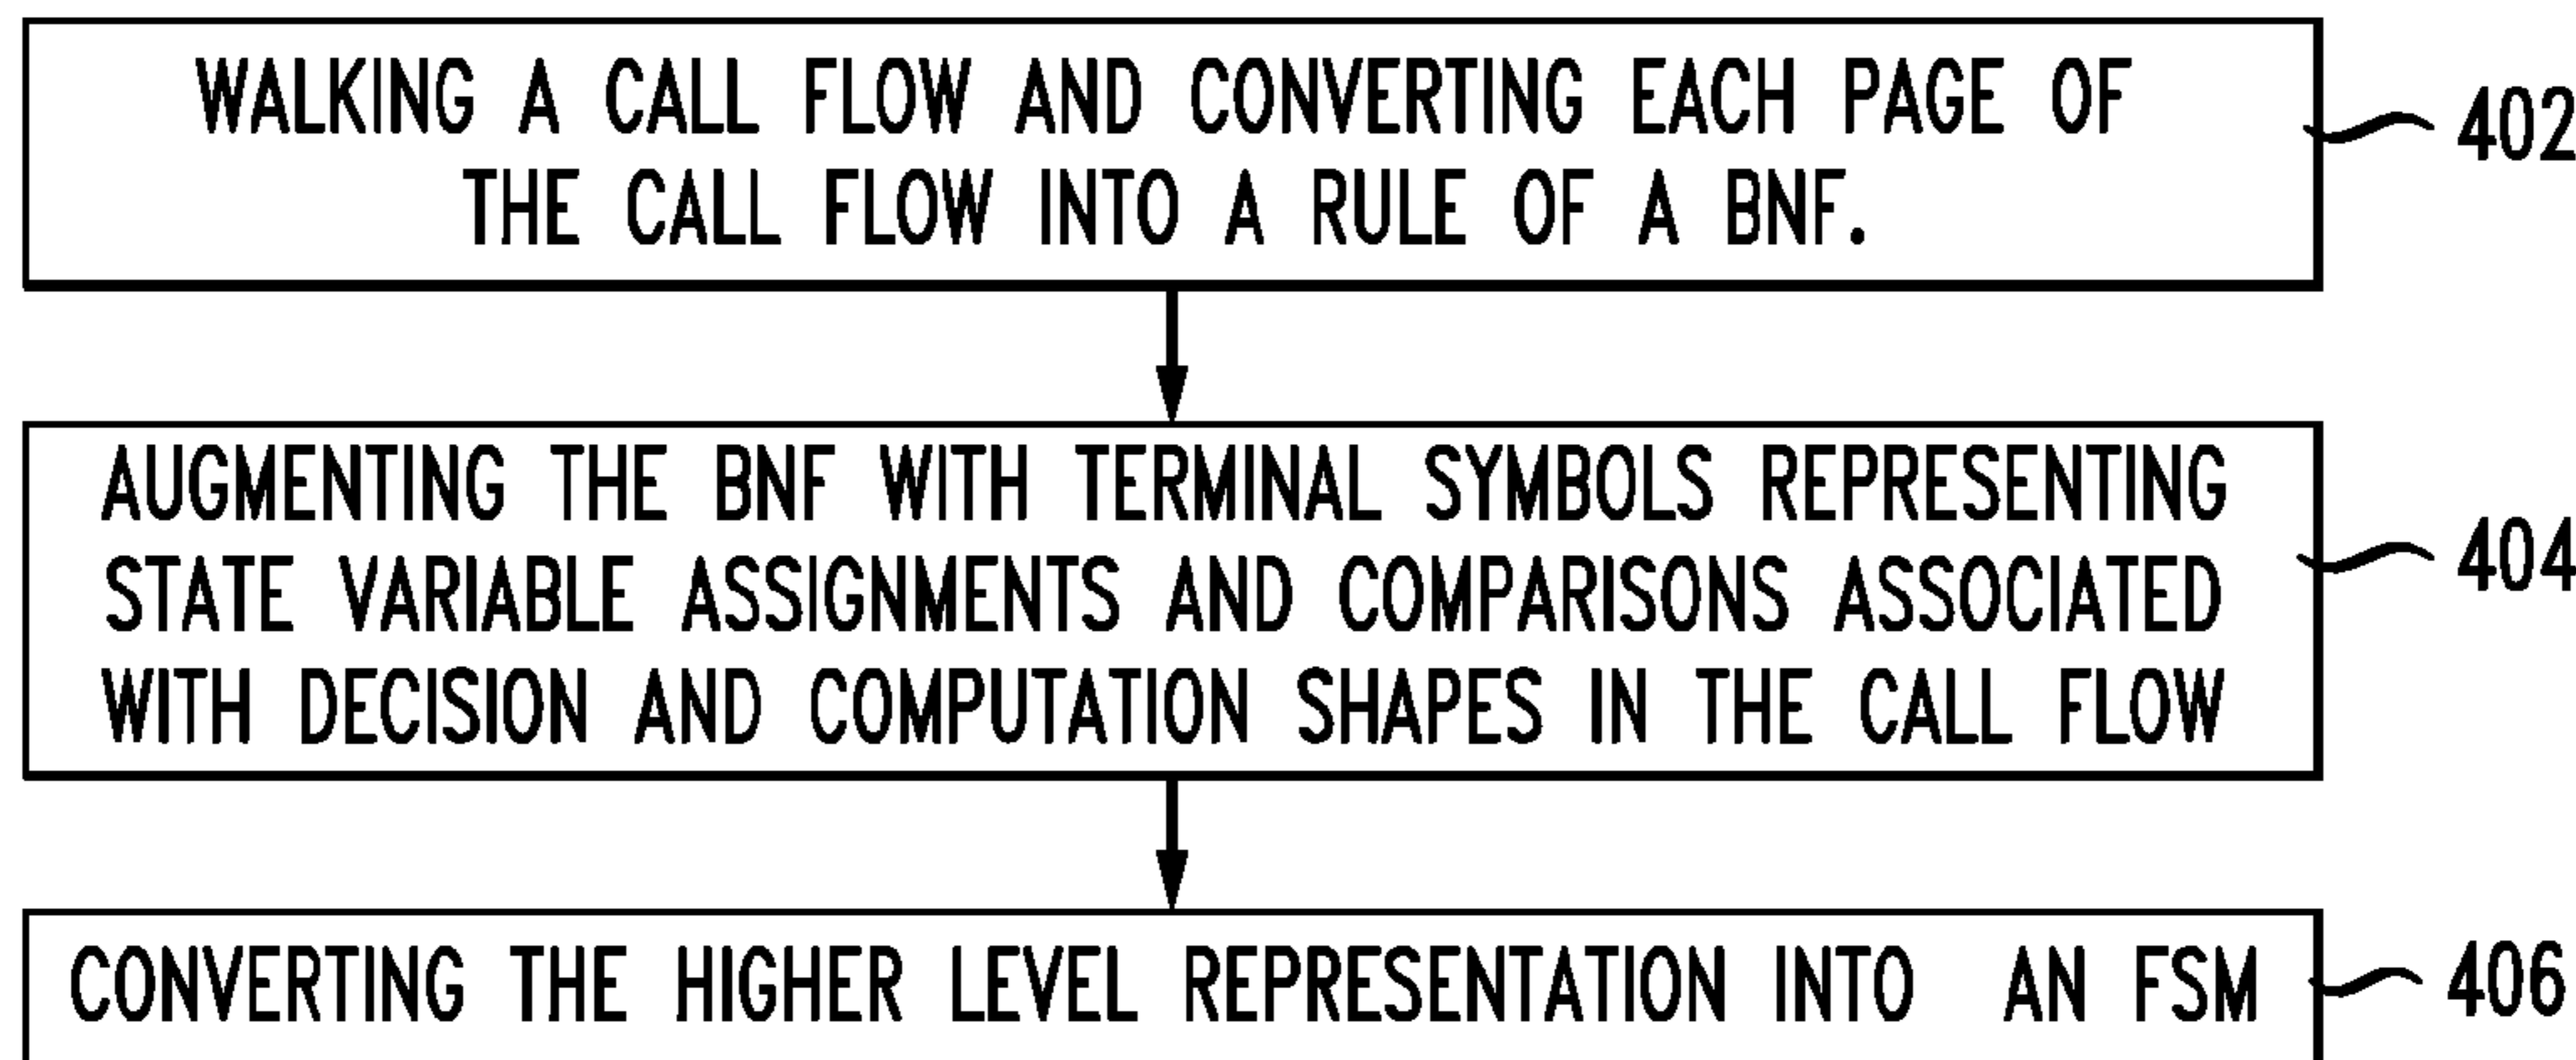 WALKING A CALL FLOW AND CONVERTING EACH PAGE OF
THE CALL FLOW INTO A RULE OF A BNF.
402
AUGMENTING THE BNF WITH TERMINAL SYMBOLS REPRESENTING
STATE VARIABLE ASSIGNMENTS AND COMPARISONS ASSOCIATED
WITH DECISION AND COMPUTATION SHAPES IN THE CALL FLOW
404
CONVERTING THE HIGHER LEVEL REPRESENTATION INTO AN FSM
406